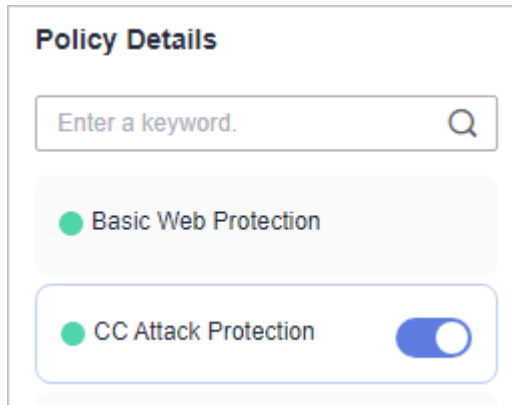 Policy Details
Enter a keyword.
Basic Web Protection
CC Attack Protection